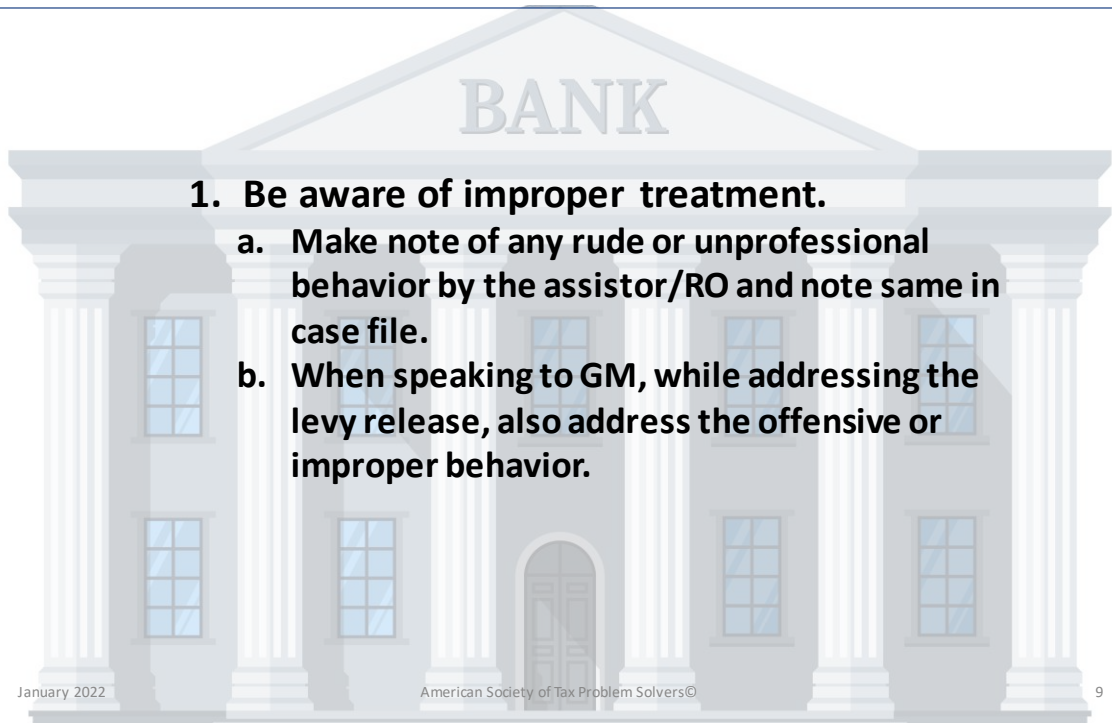 BANK
1. Be aware of improper treatment.
a. Make note of any rude or unprofessional
behavior by the assistor/RO and note same in
case file.
b. When speaking to GM, while addressing the
levy release, also address the offensive or
improper behavior.
January 2022
American Society of Tax Problem Solvers©
9